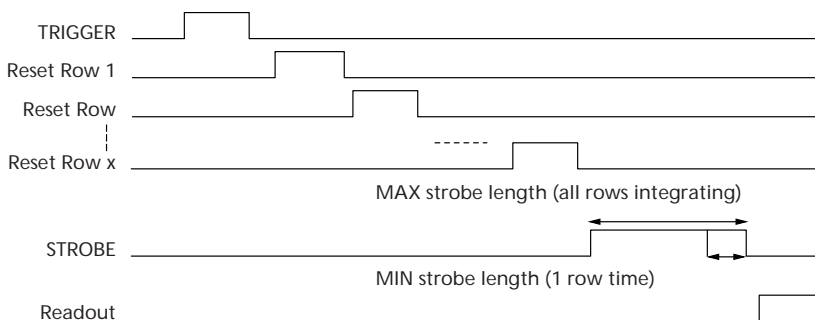 TRIGGER
Reset Row 1
Reset Row
Reset Row x
MAX strobe length (all rows integrating)
STROBE
MIN strobe length (1 row time)
Readout